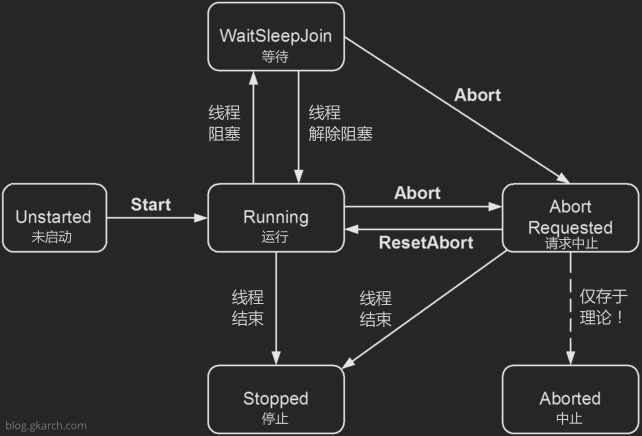 WaitSleepJoin
等待
Abort
线程
阻塞
线程
解除阻塞
Unstarted
未启动
Start
Running
运行
Abort
ResetAbort
Abort
Requested
请求中止
线程
结束
线程
结束
仅存于
理论！
Stopped
停止
Aborted
中止
blog.gkarch.com